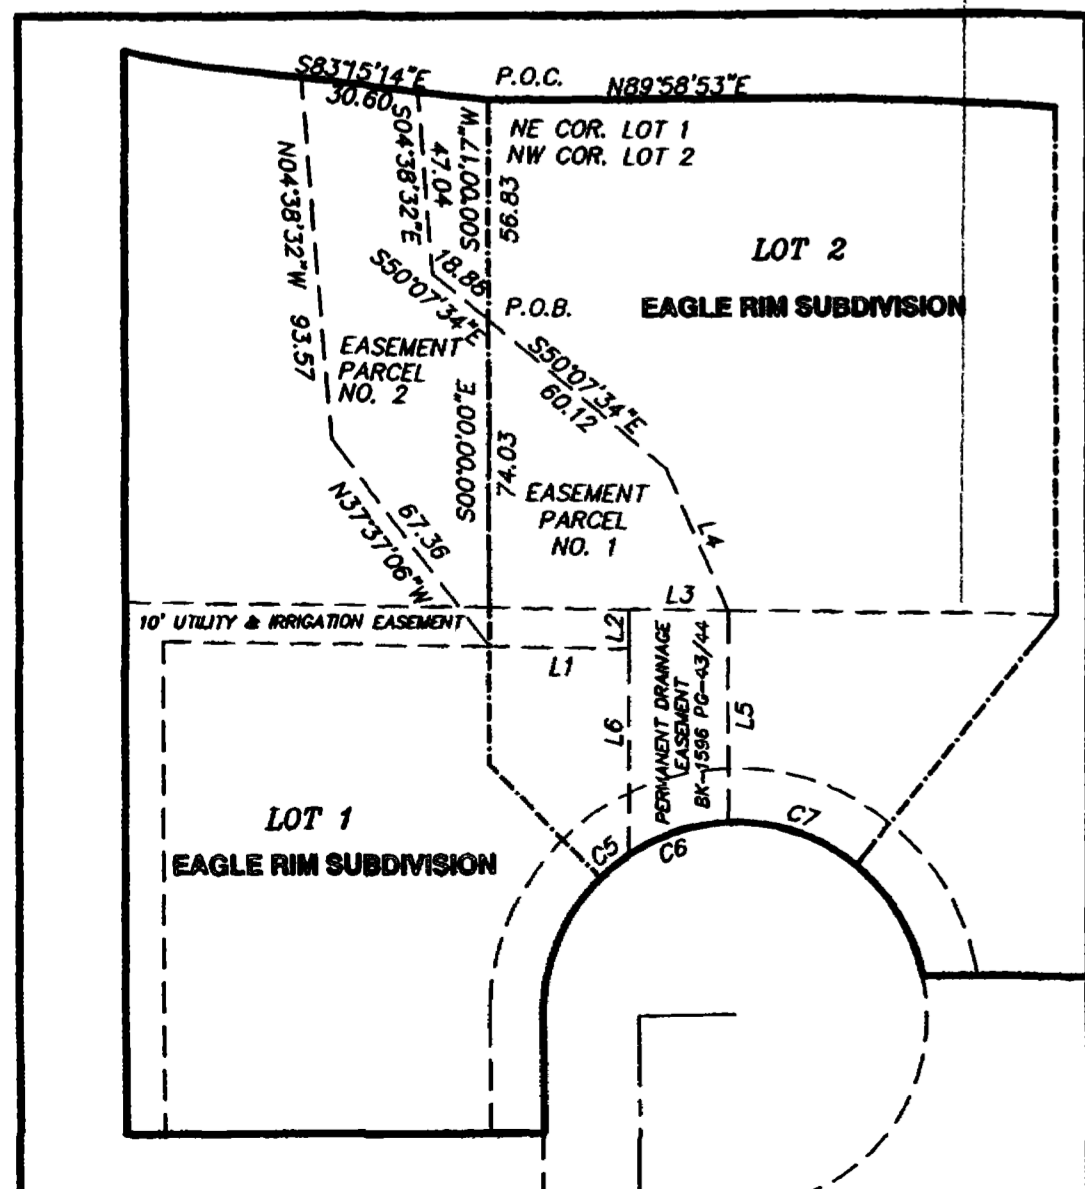 S83°15'14"E
30.60
P.O.C.
N89°58'53"E
NE COR. LOT 1
NW COR. LOT 2
S04°38'32"E
47.04
S00°00'17"W
56.83
N04°38'32"W 93.57
LOT 2
EAGLE RIM SUBDIVISION
18.86
S50°07'34"E
P.O.B.
S50°07'34"E
60.12
EASEMENT
PARCEL
NO. 2
S00°00'00"E
74.03
EASEMENT
PARCEL
NO. 1
67.36
N37°37'06"W
L4
L3
10' UTILITY & IRRIGATION EASEMENT
L2
L1
L6
PERMANENT DRAINAGE
EASEMENT
BK-1596 PG-43/44
L5
LOT 1
EAGLE RIM SUBDIVISION
C5
C6
C7